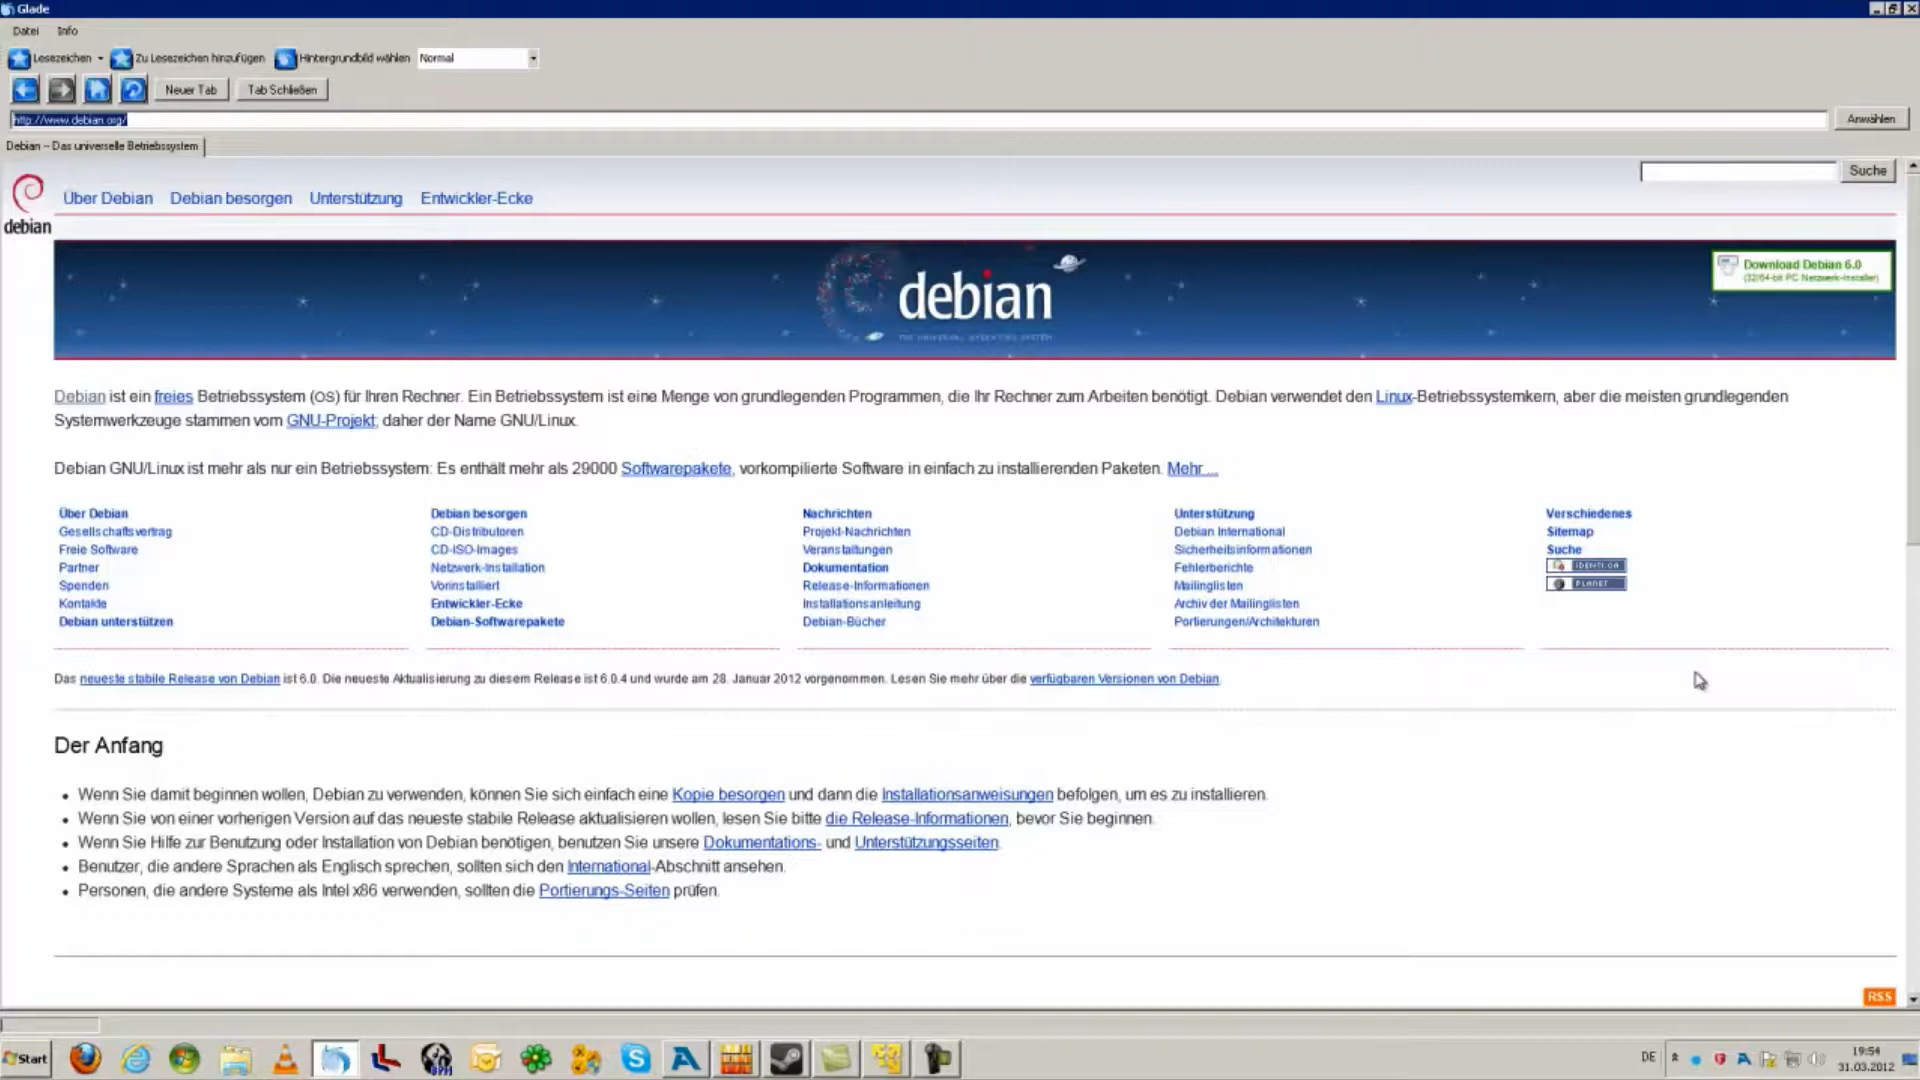 Glade
Datei Info
Lesezeichen Zu Lesezeichen hinzufügen Hintergrundbild wählen Normal
Neuer Tab Tab Schließen
http://www.debian.org/ Anwählen
Debian – Das universelle Betriebssystem
Suche
Über Debian Debian besorgen Unterstützung Entwickler-Ecke
debian
Download Debian 6.0
(32/64-bit PC Netzwerk-Installer)
debian
THE UNIVERSAL OPERATING SYSTEM
Debian ist ein freies Betriebssystem (OS) für Ihren Rechner. Ein Betriebssystem ist eine Menge von grundlegenden Programmen, die Ihr Rechner zum Arbeiten benötigt. Debian verwendet den Linux-Betriebssystemkern, aber die meisten grundlegenden
Systemwerkzeuge stammen vom GNU-Projekt; daher der Name GNU/Linux.
Debian GNU/Linux ist mehr als nur ein Betriebssystem: Es enthält mehr als 29000 Softwarepakete, vorkompilierte Software in einfach zu installierenden Paketen. Mehr ...
Über Debian Debian besorgen Nachrichten Unterstützung Verschiedenes
Gesellschaftsvertrag CD-Distributoren Projekt-Nachrichten Debian International Sitemap
Freie Software CD-ISO-Images Veranstaltungen Sicherheitsinformationen Suche
Partner Netzwerk-Installation Dokumentation Fehlerberichte IDENTI.CA
Spenden Vorinstalliert Release-Informationen Mailinglisten PLANET
Kontakte Entwickler-Ecke Installationsanleitung Archiv der Mailinglisten
Debian unterstützen Debian-Softwarepakete Debian-Bücher Portierungen/Architekturen
Das neueste stabile Release von Debian ist 6.0. Die neueste Aktualisierung zu diesem Release ist 6.0.4 und wurde am 28. Januar 2012 vorgenommen. Lesen Sie mehr über die verfügbaren Versionen von Debian.
Der Anfang
• Wenn Sie damit beginnen wollen, Debian zu verwenden, können Sie sich einfach eine Kopie besorgen und dann die Installationsanweisungen befolgen, um es zu installieren.
• Wenn Sie von einer vorherigen Version auf das neueste stabile Release aktualisieren wollen, lesen Sie bitte die Release-Informationen, bevor Sie beginnen.
• Wenn Sie Hilfe zur Benutzung oder Installation von Debian benötigen, benutzen Sie unsere Dokumentations- und Unterstützungsseiten.
• Benutzer, die andere Sprachen als Englisch sprechen, sollten sich den International-Abschnitt ansehen.
• Personen, die andere Systeme als Intel x86 verwenden, sollten die Portierungs-Seiten prüfen.
RSS
Start DE 19:54
31.03.2012